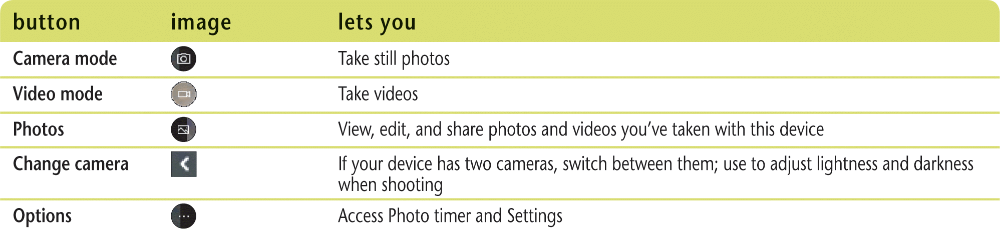 button image lets you
Camera mode Take still photos
Video mode Take videos
Photos View, edit, and share photos and videos you’ve taken with this device
Change camera If your device has two cameras, switch between them; use to adjust lightness and darkness
when shooting
Options Access Photo timer and Settings